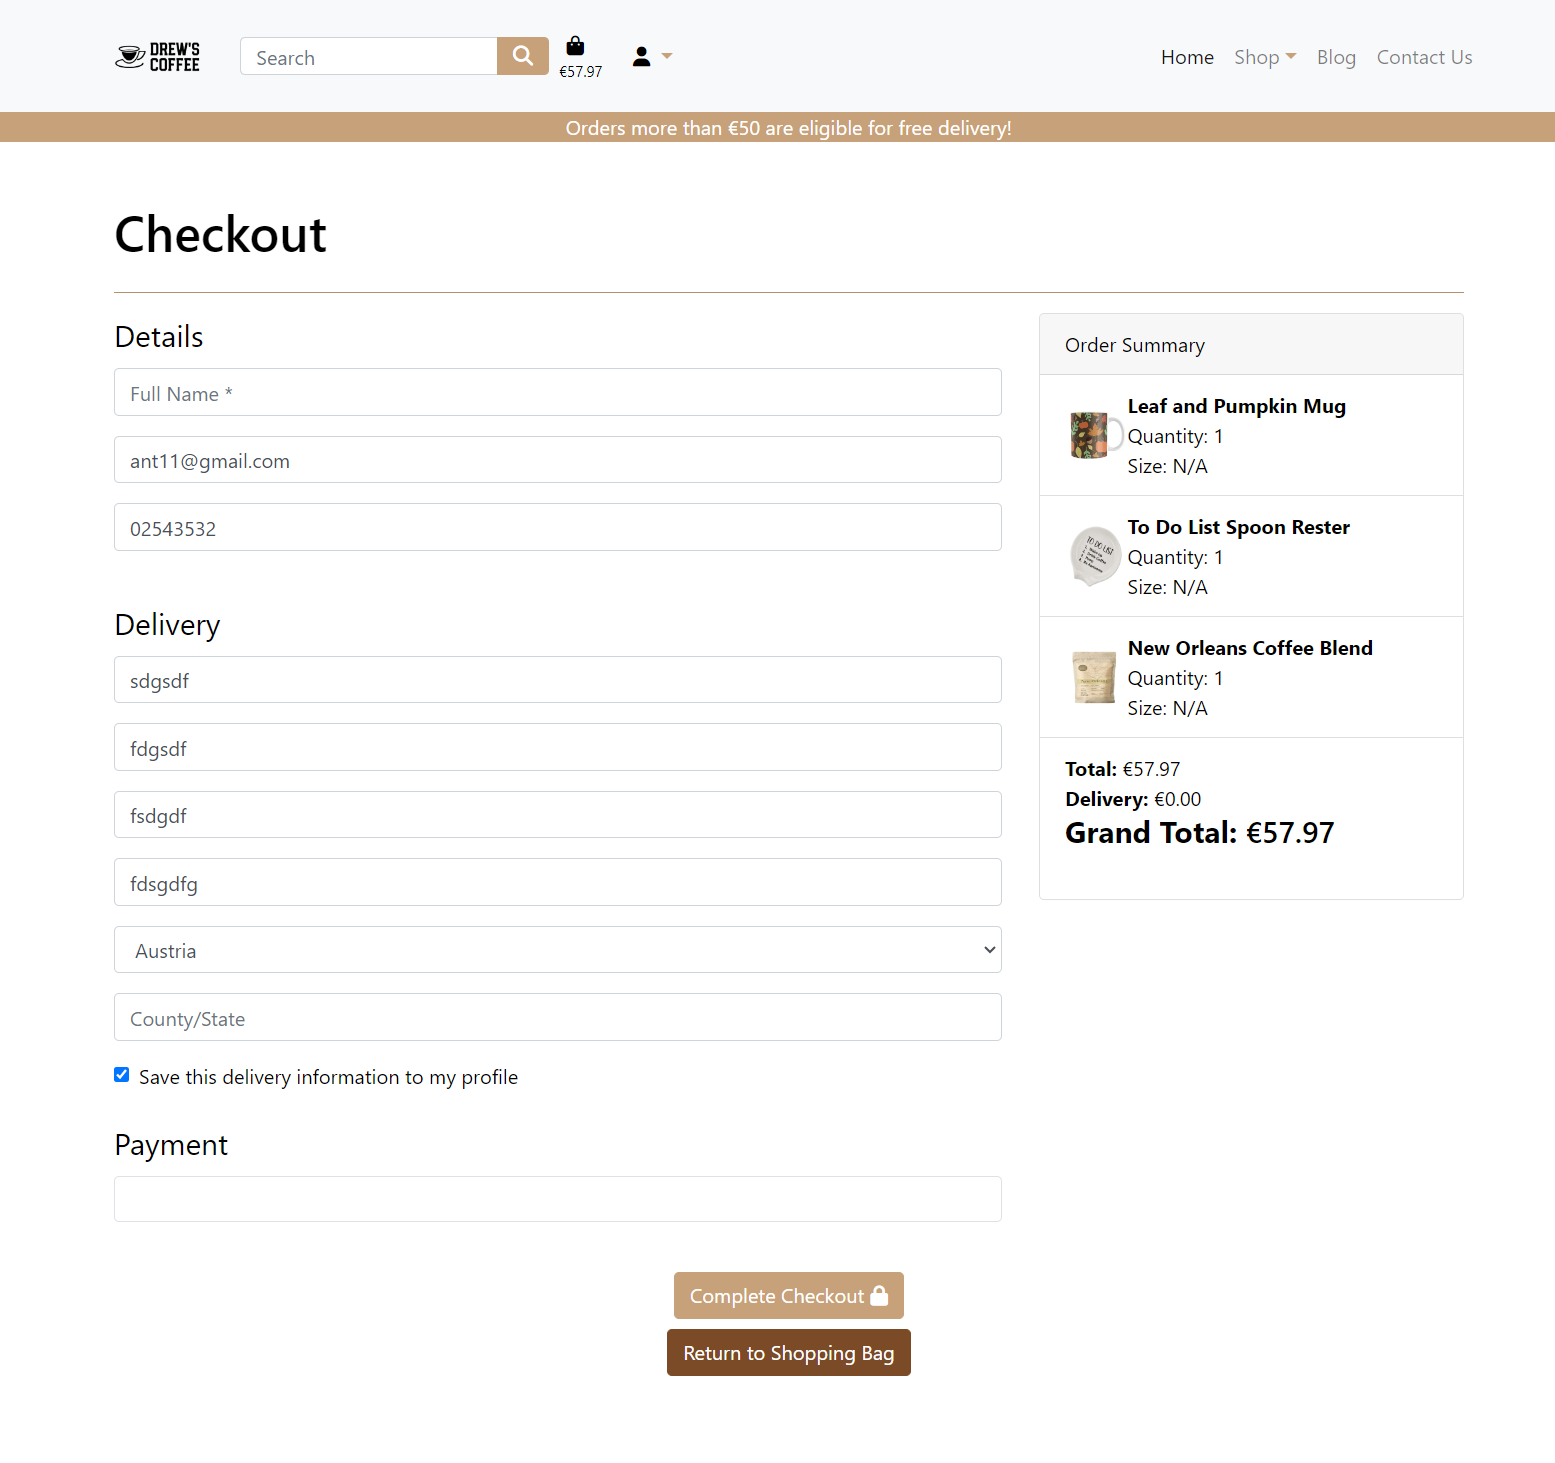 DREW'S
COFFEE
Search
€57.97
Home
Shop
Blog
Contact Us
Orders more than €50 are eligible for free delivery!
Checkout
Details
Full Name *
ant11@gmail.com
02543532
Delivery
sdgsdf
fdgsdf
fsdgdf
fdsgdfg
Austria
County/State
Save this delivery information to my profile
Payment
Order Summary
Leaf and Pumpkin Mug
Quantity: 1
Size: N/A
TO DO LIST
To Do List Spoon Rester
Quantity: 1
Size: N/A
New Orleans Coffee Blend
Quantity: 1
Size: N/A
Total: €57.97
Delivery: €0.00
Grand Total: €57.97
Complete Checkout
Return to Shopping Bag